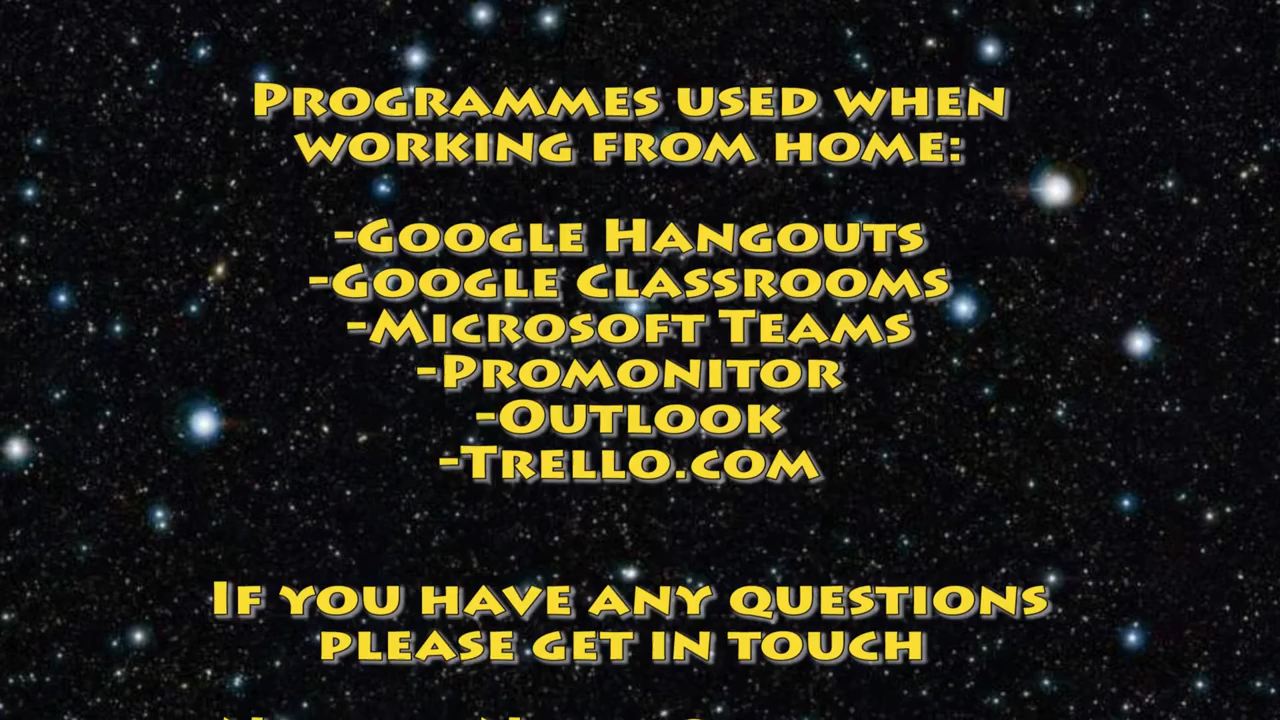 Programmes used when
working from home:
-Google Hangouts
-Google Classrooms
-Microsoft Teams
-Promonitor
-Outlook
-Trello.com
If you have any questions
please get in touch